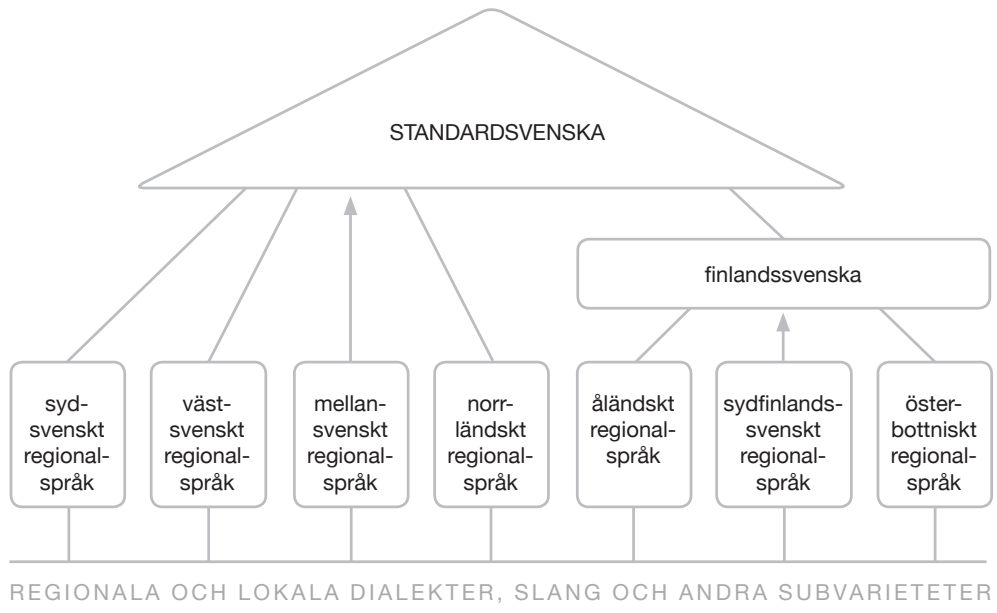 STANDARDSVENSKA
finlandssvenska
syd-
svenskt
regional-
språk
väst-
svenskt
regional-
språk
mellan-
svenskt
regional-
språk
norr-
ländskt
regional-
språk
åländskt
regional-
språk
sydfinlands-
svenskt
regional-
språk
öster-
bottniskt
regional-
språk
REGIONALA OCH LOKALA DIALEKTER, SLANG OCH ANDRA SUBVARIETETER